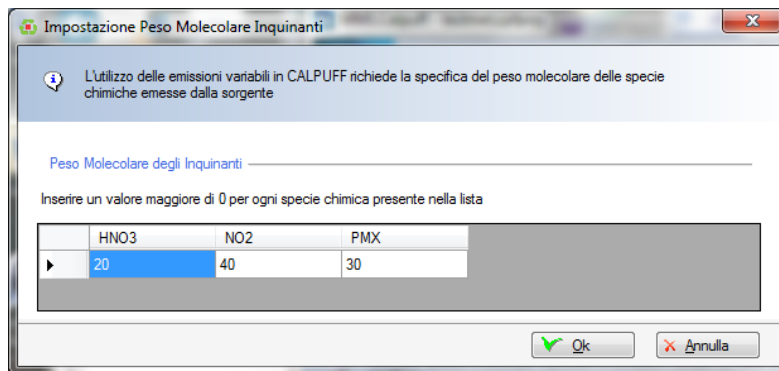 Impostazione Peso Molecolare Inquinanti
L'utilizzo delle emissioni variabili in CALPUFF richiede la specifica del peso molecolare delle specie
chimiche emesse dalla sorgente
Peso Molecolare degli Inquinanti
Inserire un valore maggiore di 0 per ogni specie chimica presente nella lista
HNO3 NO2 PMX
20 40 30
Ok Annulla